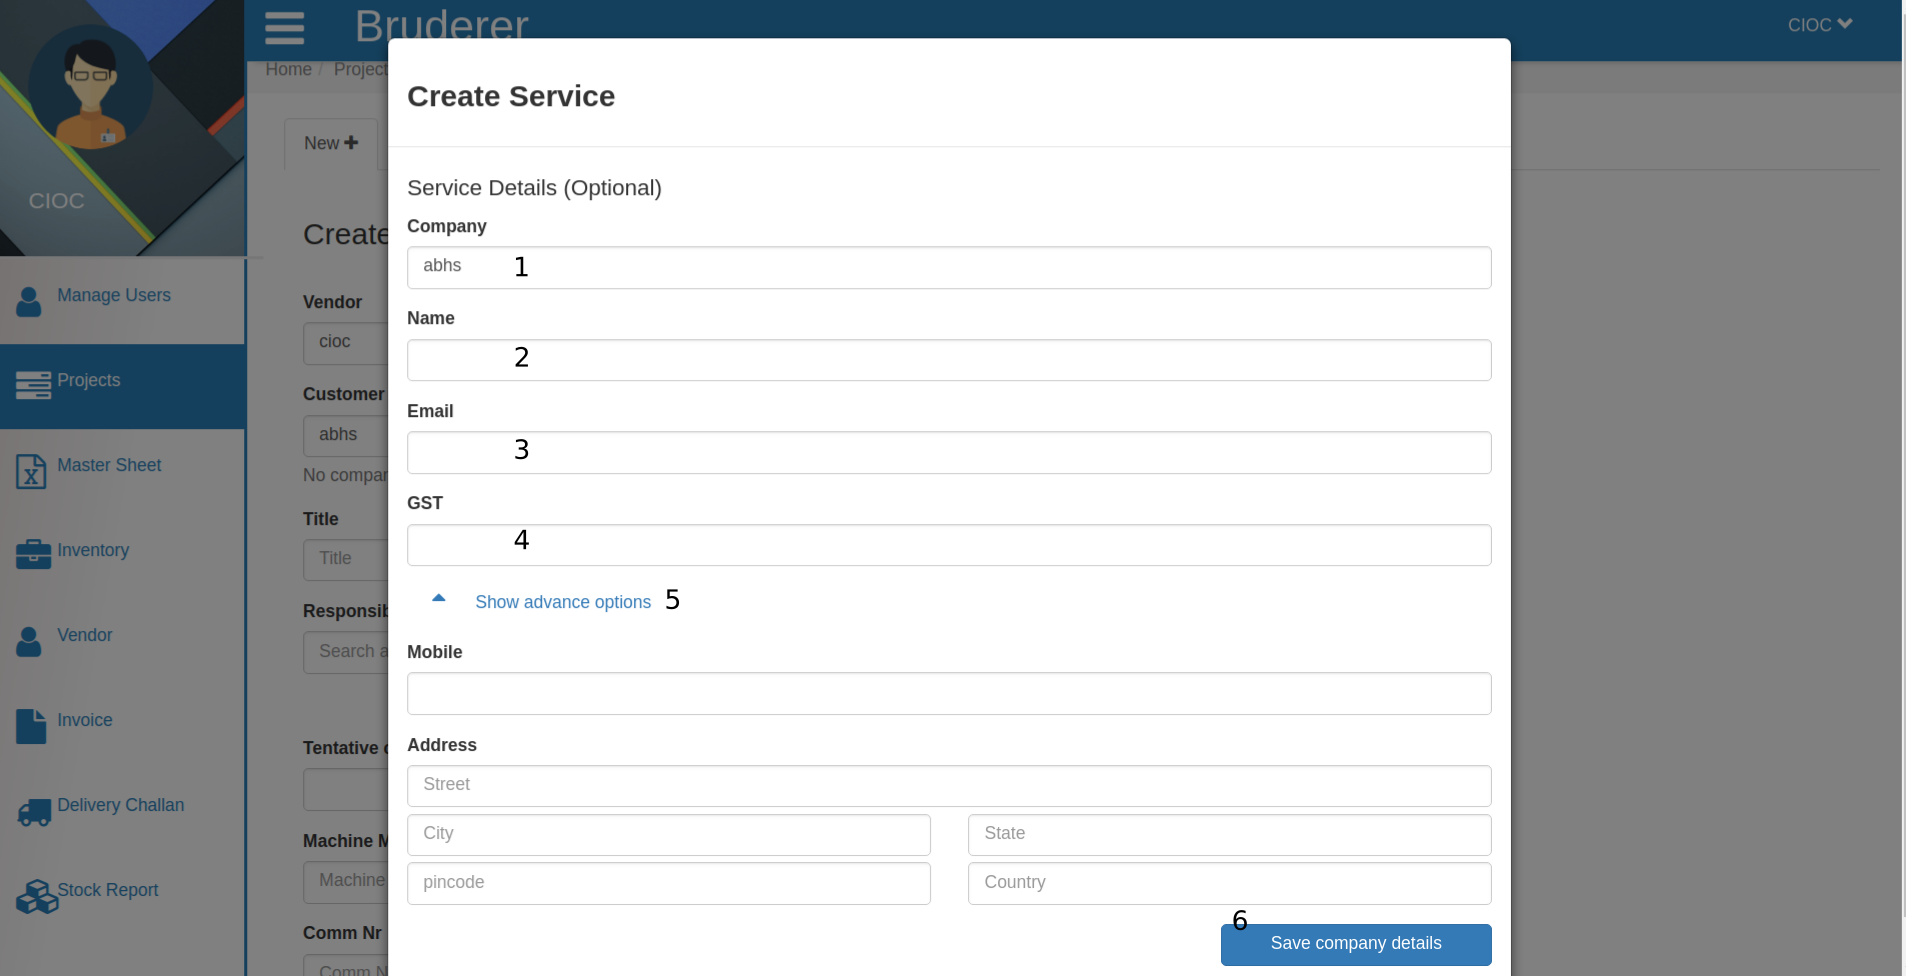 Bruderer
CIOC
Home / Project
New
CIOC
Create
Vendor
cioc
Customer
abhs
No compar
Title
Title
Responsib
Search a
Tentative
Machine M
Machine
Comm Nr
Comm N
Manage Users
Projects
Master Sheet
Inventory
Vendor
Invoice
Delivery Challan
Stock Report
Create Service
Service Details (Optional)
Company
abhs 1
Name
2
Email
3
GST
4
Show advance options 5
Mobile
Address
Street
City State
pincode Country
6
Save company details